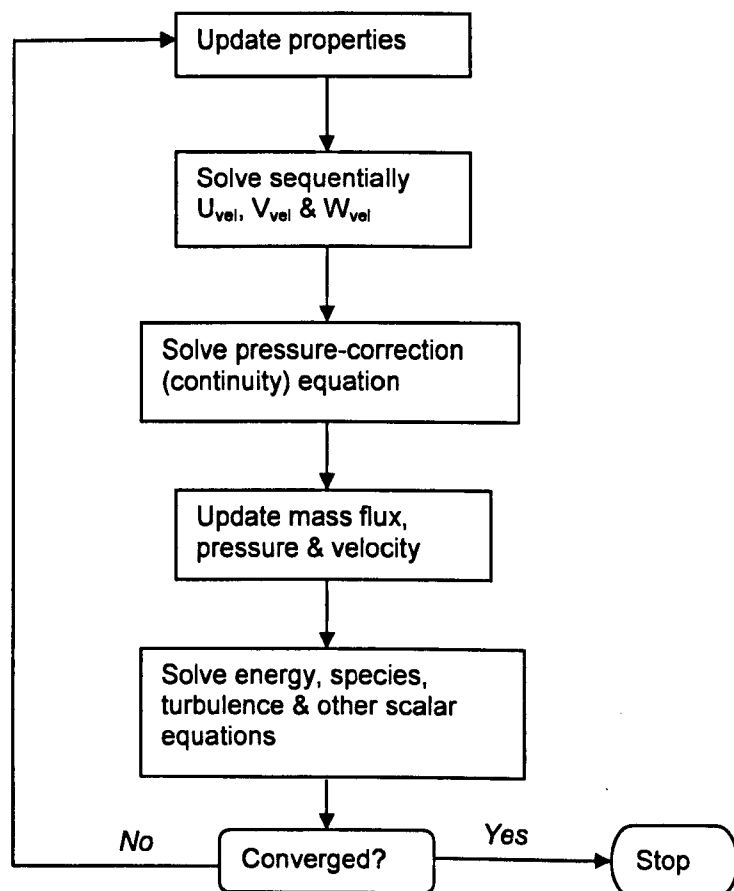 Update properties
Solve sequentially
Uvel, Vvel & Wvel
Solve pressure-correction
(continuity) equation
Update mass flux,
pressure & velocity
Solve energy, species,
turbulence & other scalar
equations
No
Converged?
Yes
Stop